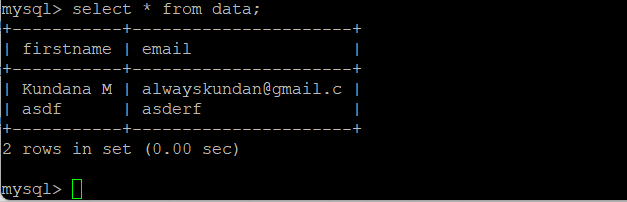 mysql> select * from data;
+-----------+---------------------+
| firstname | email               |
+-----------+---------------------+
| Kundana M | alwayskundan@gmail.c |
| asdf      | asderf              |
+-----------+---------------------+
2 rows in set (0.00 sec)
mysql>